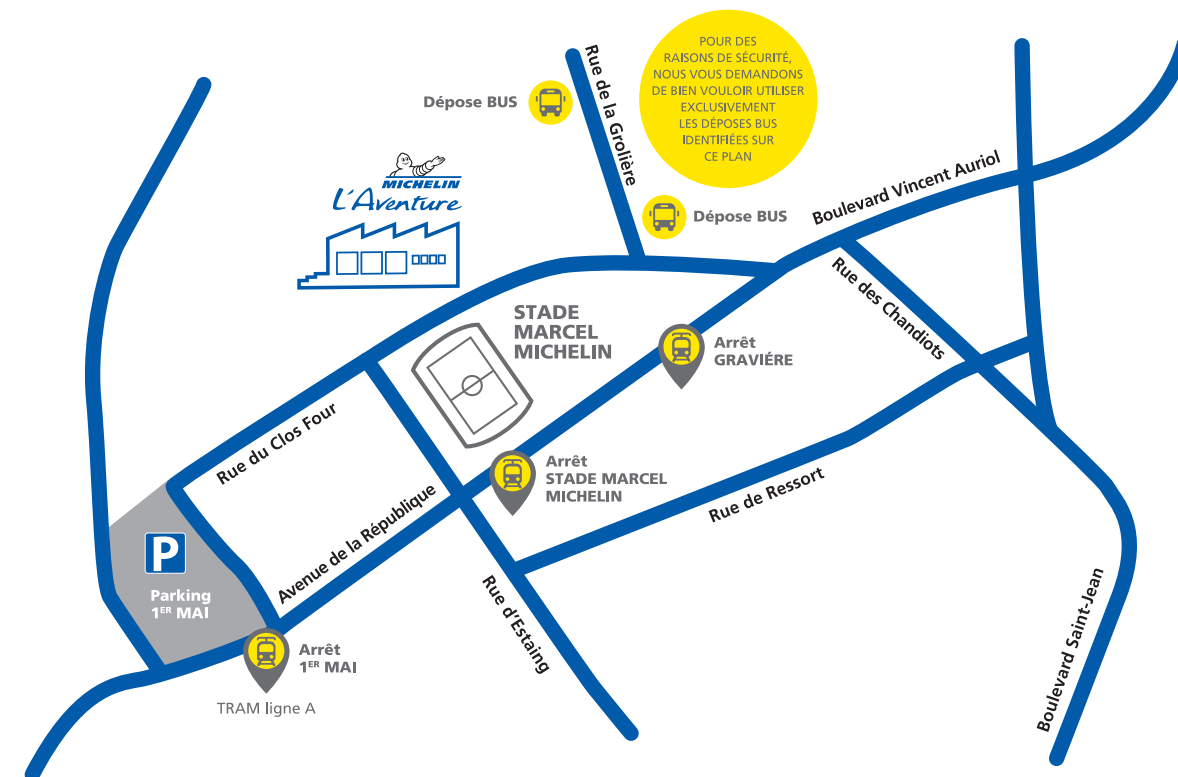 POUR DES
RAISONS DE SÉCURITÉ,
NOUS VOUS DEMANDONS
DE BIEN VOULOIR UTILISER
EXCLUSIVEMENT
LES DÉPOSES BUS
IDENTIFIÉES SUR
CE PLAN
Rue de la Grolière
Dépose BUS
MICHELIN
L'Aventure
Dépose BUS
Boulevard Vincent Auriol
Rue des Chandiots
STADE
MARCEL
MICHELIN
Arrêt
GRAVIÉRE
Rue du Clos Four
Arrêt
STADE MARCEL
MICHELIN
Rue de Ressort
Avenue de la République
P
Parking
1ER MAI
Rue d'Estaing
Boulevard Saint-Jean
Arrêt
1ER MAI
TRAM ligne A